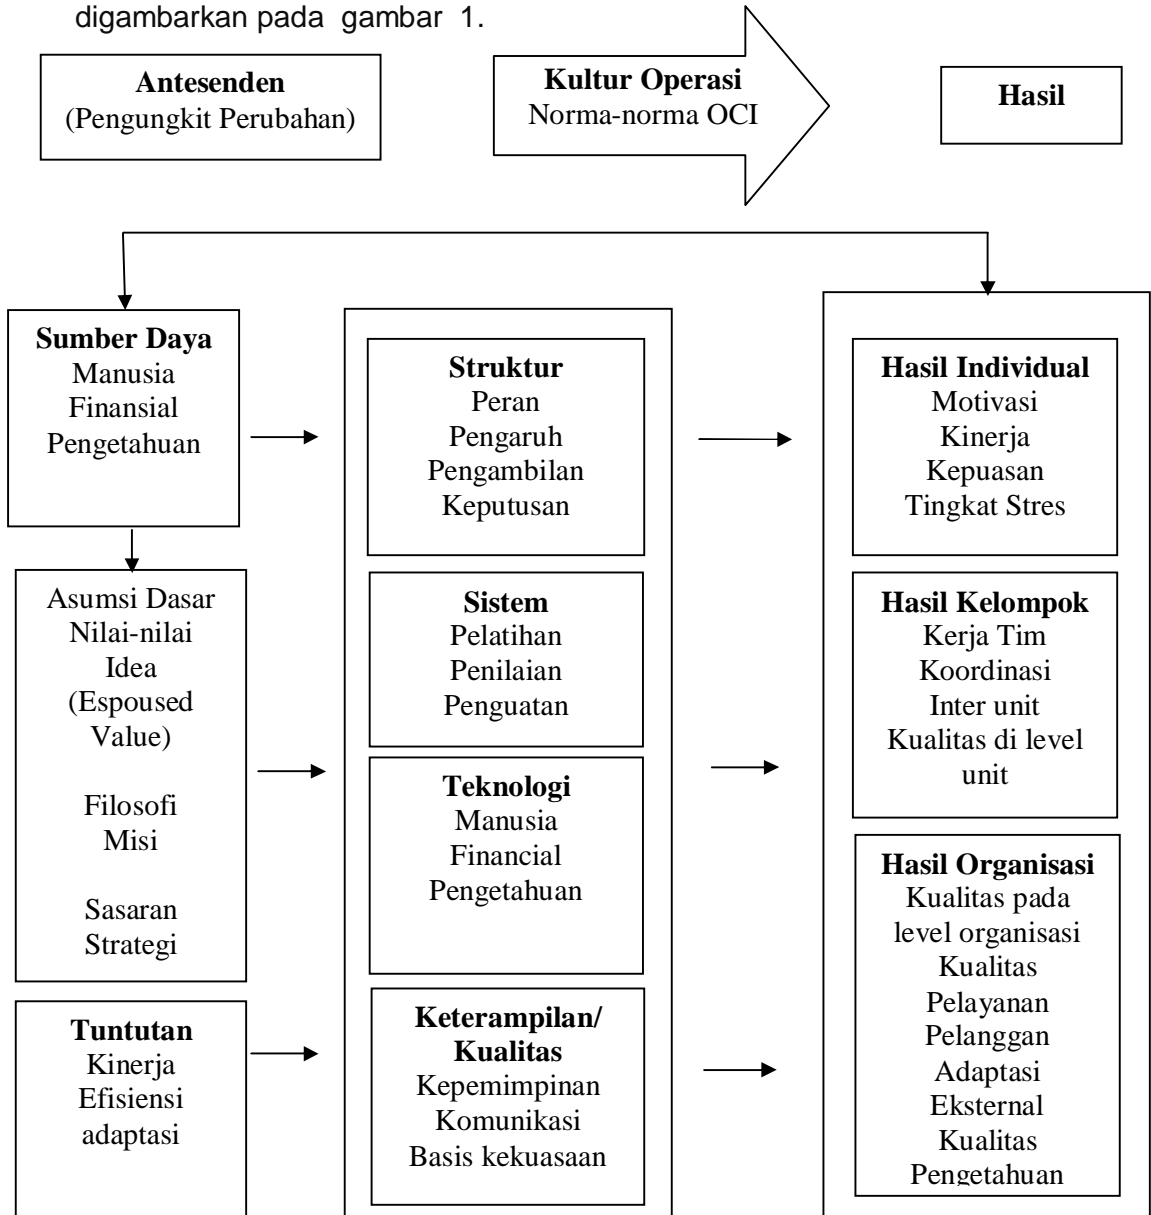 digambarkan pada gambar 1.
Antesenden
(Pengungkit Perubahan)
Kultur Operasi
Norma-norma OCI
Hasil
Sumber Daya
Manusia
Finansial
Pengetahuan
Asumsi Dasar
Nilai-nilai
Idea
(Espoused
Value)
Filosofi
Misi
Sasaran
Strategi
Tuntutan
Kinerja
Efisiensi
adaptasi
Struktur
Peran
Pengaruh
Pengambilan
Keputusan
Sistem
Pelatihan
Penilaian
Penguatan
Teknologi
Manusia
Financial
Pengetahuan
Keterampilan/
Kualitas
Kepemimpinan
Komunikasi
Basis kekuasaan
Hasil Individual
Motivasi
Kinerja
Kepuasan
Tingkat Stres
Hasil Kelompok
Kerja Tim
Koordinasi
Inter unit
Kualitas di level
unit
Hasil Organisasi
Kualitas pada
level organisasi
Kualitas
Pelayanan
Pelanggan
Adaptasi
Eksternal
Kualitas
Pengetahuan